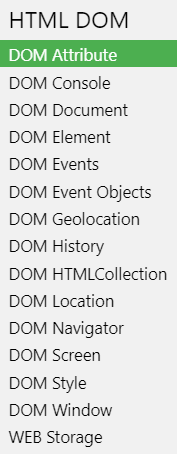 HTML DOM
DOM Attribute
DOM Console
DOM Document
DOM Element
DOM Events
DOM Event Objects
DOM Geolocation
DOM History
DOM HTMLCollection
DOM Location
DOM Navigator
DOM Screen
DOM Style
DOM Window
WEB Storage